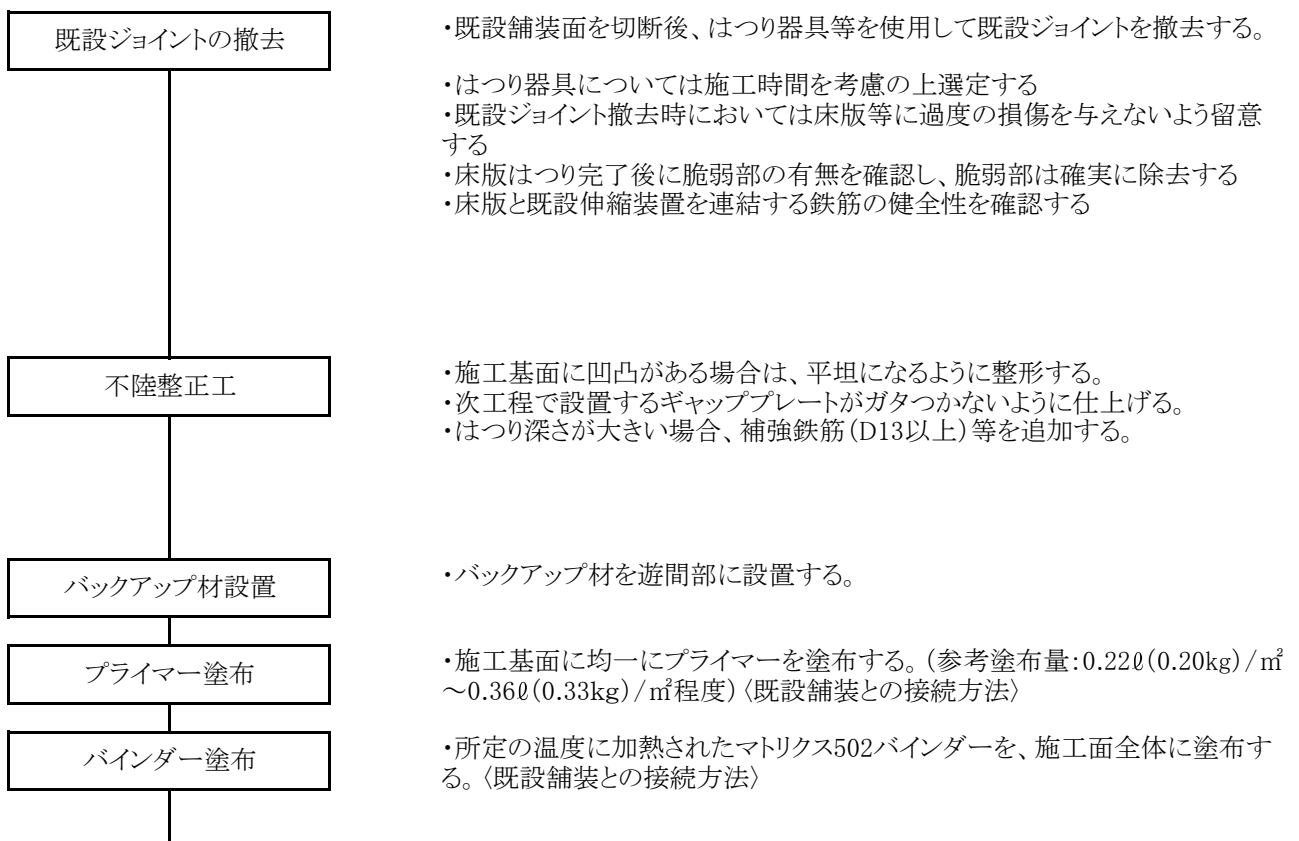 既設ジョイントの撤去
・既設舗装面を切断後、はつり器具等を使用して既設ジョイントを撤去する。
・はつり器具については施工時間を考慮の上選定する
・既設ジョイント撤去時においては床版等に過度の損傷を与えないよう留意
する
・床版はつり完了後に脆弱部の有無を確認し、脆弱部は確実に除去する
・床版と既設伸縮装置を連結する鉄筋の健全性を確認する
不陸整正工
・施工基面に凹凸がある場合は、平坦になるように整形する。
・次工程で設置するギャッププレートがガタつかないように仕上げる。
・はつり深さが大きい場合、補強鉄筋(D13以上)等を追加する。
バックアップ材設置
・バックアップ材を遊間部に設置する。
プライマー塗布
・施工基面に均一にプライマーを塗布する。(参考塗布量:0.22ℓ(0.20kg)/㎡
～0.36ℓ(0.33kg)/㎡程度)〈既設舗装との接続方法〉
バインダー塗布
・所定の温度に加熱されたマトリクス502バインダーを、施工面全体に塗布す
る。〈既設舗装との接続方法〉